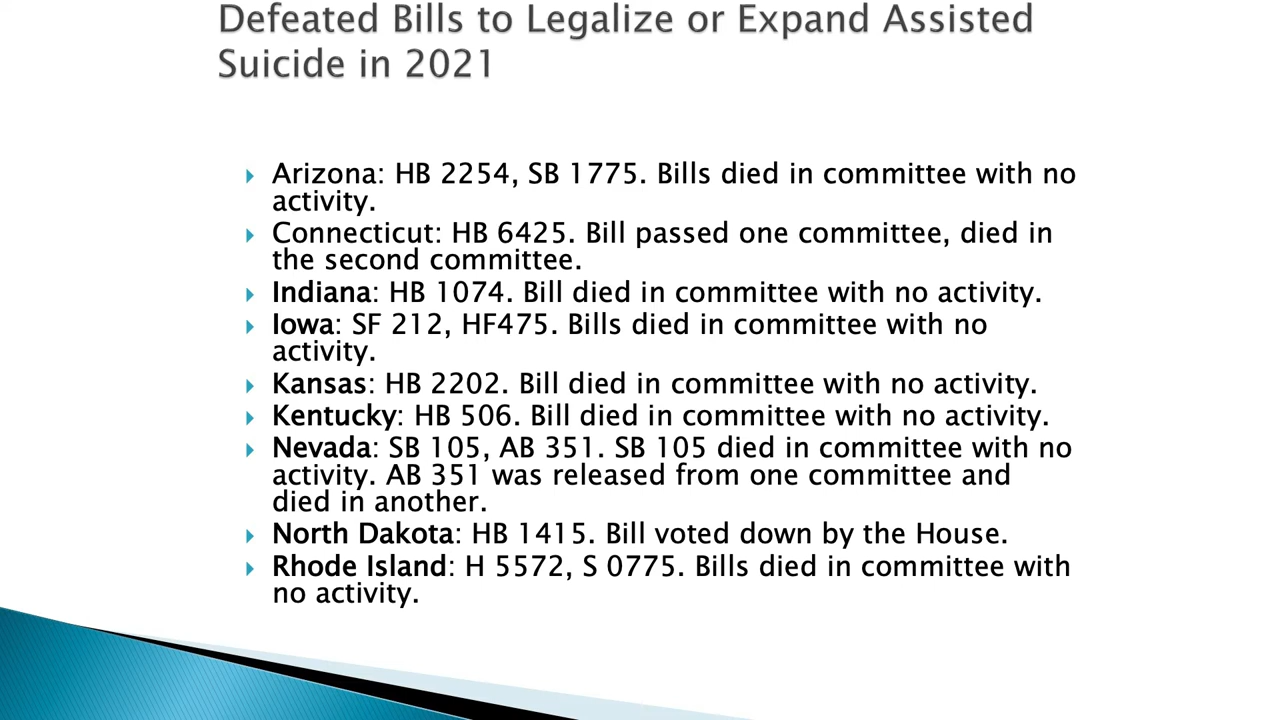 Defeated Bills to Legalize or Expand Assisted
Suicide in 2021
Arizona: HB 2254, SB 1775. Bills died in committee with no
activity.
Connecticut: HB 6425. Bill passed one committee, died in
the second committee.
Indiana: HB 1074. Bill died in committee with no activity.
Iowa: SF 212, HF475. Bills died in committee with no
activity.
Kansas: HB 2202. Bill died in committee with no activity.
Kentucky: HB 506. Bill died in committee with no activity.
Nevada: SB 105, AB 351. SB 105 died in committee with no
activity. AB 351 was released from one committee and
died in another.
North Dakota: HB 1415. Bill voted down by the House.
Rhode Island: H 5572, S 0775. Bills died in committee with
no activity.